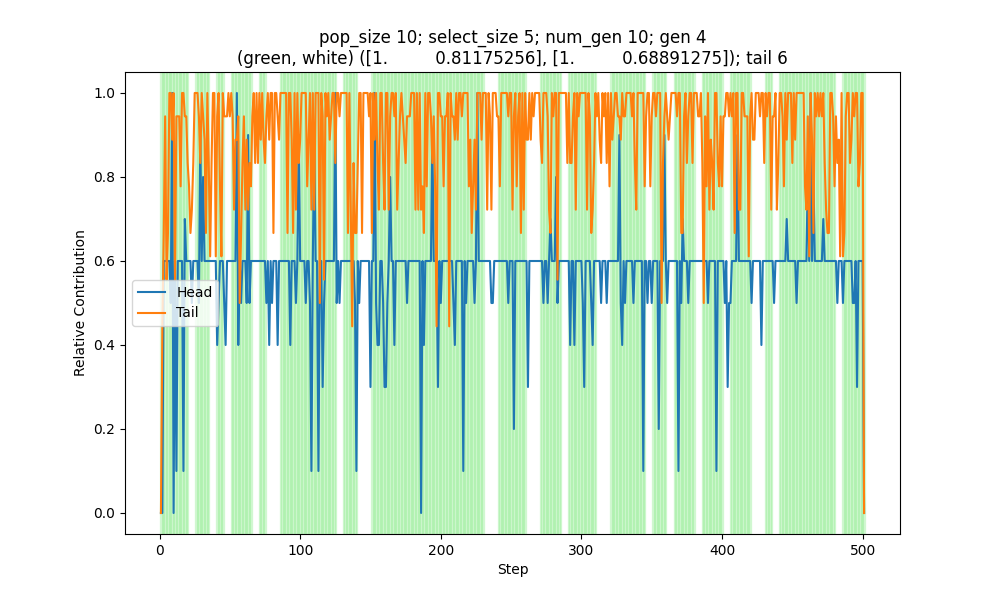 pop_size 10; select_size 5; num_gen 10; gen 4
(green, white) ([1. 0.81175256], [1. 0.68891275]); tail 6
1.0
0.8
0.6
0.4
0.2
0.0
Relative Contribution
Head
Tail
0 100 200 300 400 500
Step